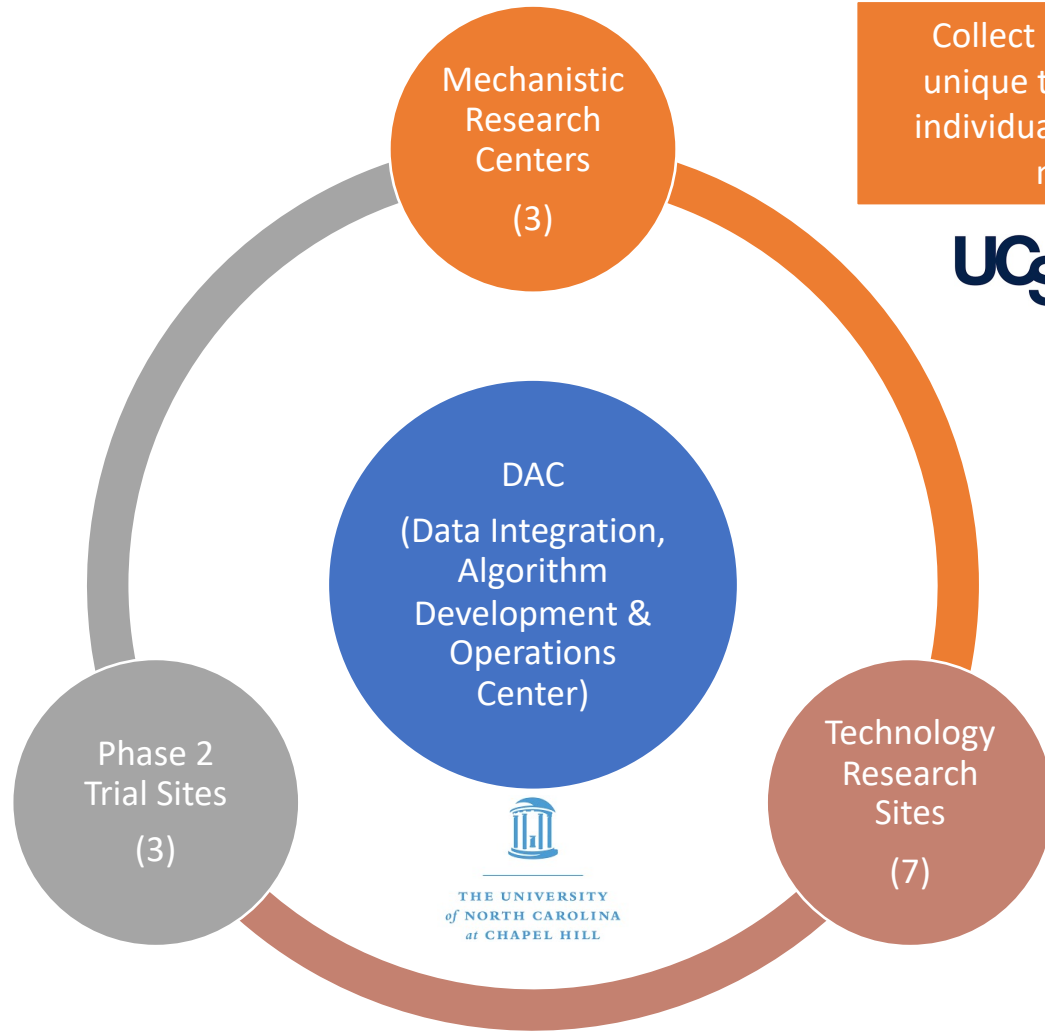 Mechanistic
Research
Centers
(3)
Collect
unique
UC
DAC
(Data Integration,
Algorithm
Development &
Operations
Center)
Phase 2
Trial Sites
(3)
Technology
Research
Sites
(7)
THE UNIVERSITY
of NORTH CAROLINA
at CHAPEL HILL